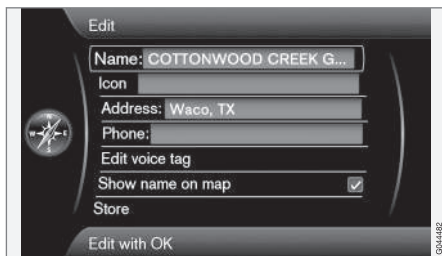 Edit
Name: COTTONWOOD CREEK G...
Icon
Address: Waco, TX
Phone:
Edit voice tag
Show name on map
Store
Edit with OK
N
W E
S
G044482